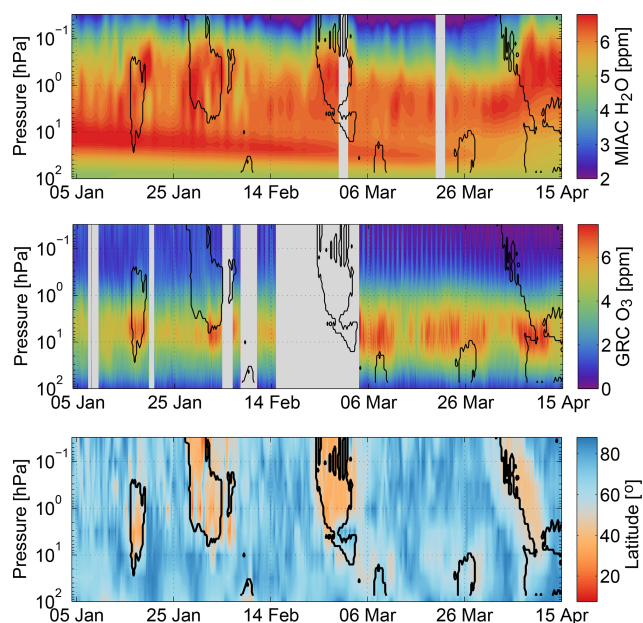 10⁻¹
10⁰
10¹
10²
Pressure [hPa]
05 Jan 25 Jan 14 Feb 06 Mar 26 Mar 15 Apr
6
5
4
3
2
MIAC H₂O [ppm]
10⁻¹
10⁰
10¹
10²
Pressure [hPa]
05 Jan 25 Jan 14 Feb 06 Mar 26 Mar 15 Apr
6
4
2
0
GRC O₃ [ppm]
10⁻¹
10⁰
10¹
10²
Pressure [hPa]
05 Jan 25 Jan 14 Feb 06 Mar 26 Mar 15 Apr
80
60
40
20
Latitude [°]